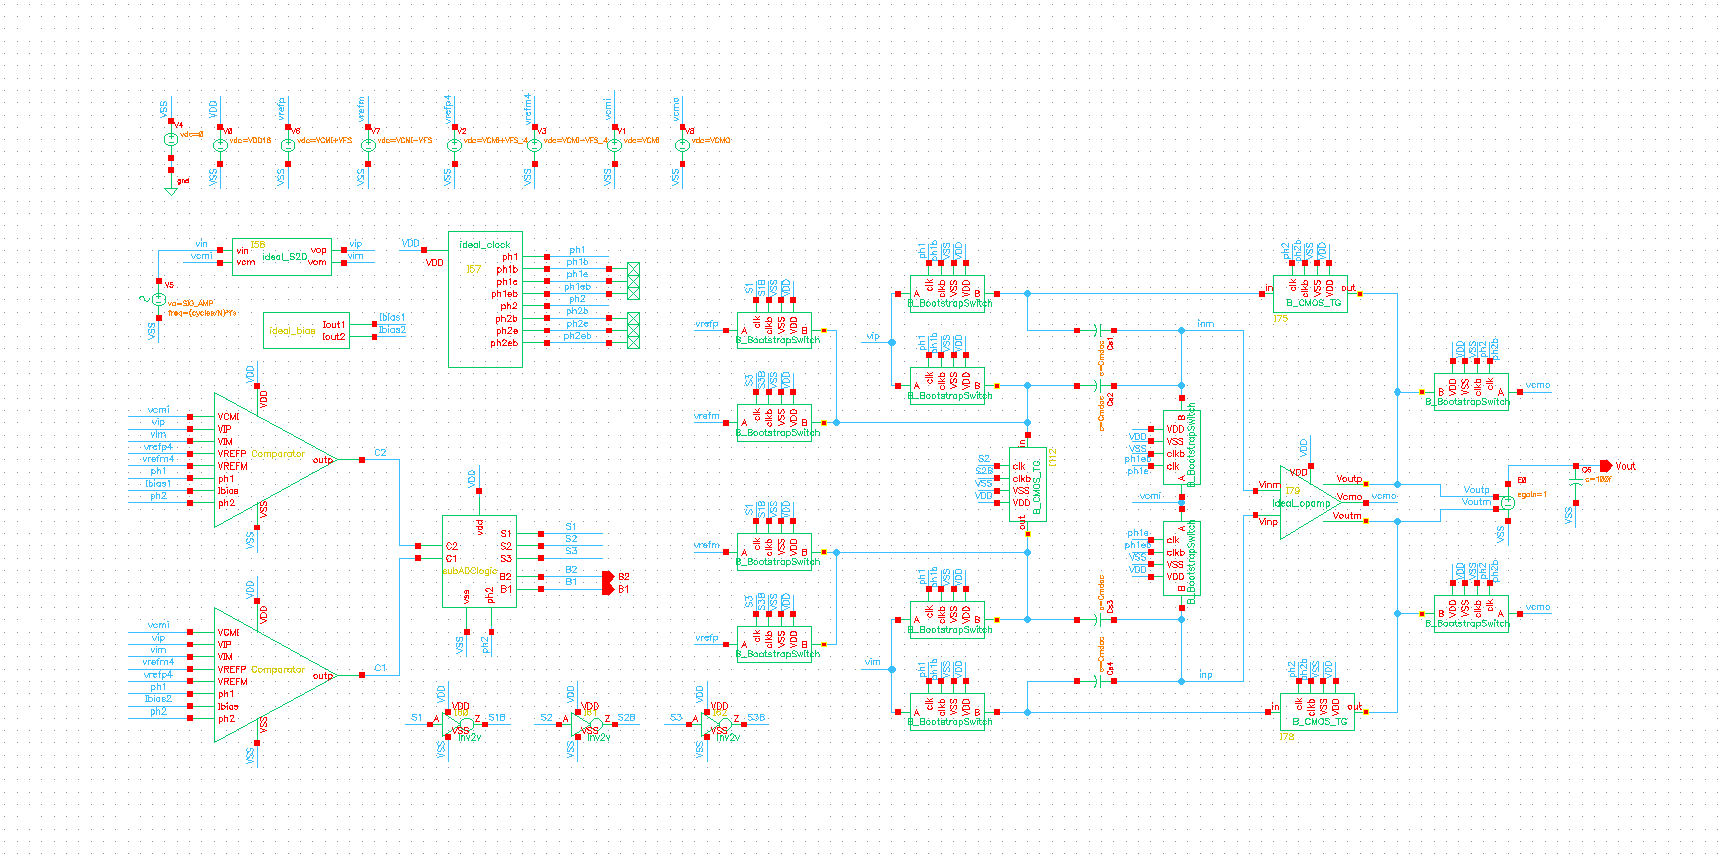 VSS VDD vrefp vrefm vrefp4 vrefm4 vcmi vcmo
V4 V0 V6 V7 V2 V3 V1 V8
vdc=0 vdc=VDD18 vdc=VCMI+VFS vdc=VCMI-VFS vdc=VCMI+VFS_4 vdc=VCMI-VFS_4 vdc=VCMI vdc=VCMO
VSS VSS VSS VSS VSS VSS VSS
gnd
vin I58 vip
vin vop
vcmi ideal_S2D vim
vcm vom
V5
va=SIG_AMP
freq=(cycles/N)*Fs
VSS
ideal_bias
Iout1 Ibias1
Iout2 Ibias2
VDD ideal_clock
VDD I57
ph1 ph1
ph1b
ph1e
ph1eb
ph2 ph2
ph2b ph2b
ph2e ph2e
ph2eb ph2eb
VDD
VDD
vcmi VCMI
vip VIP
vim VIM
vrefp4 VREFP Comparator
vrefm4 VREFM outp C2
ph1 ph1
Ibias1 Ibias
ph2 ph2
VSS
VSS
VDD
VDD
vcmi VCMI
vip VIP
vim VIM
vrefm4 VREFP Comparator
vrefp4 VREFM outp C1
ph1 ph1
Ibias2 Ibias
ph2 ph2
VSS
VSS
VDD
vdd
C2 S1 S1
C1 S2 S2
S3 S3
subADClogic
B2 B2 B2
B1 B1 B1
vss ph2
VSS ph2
VDD VDD VDD
VDD VDD VDD
S1 A Z S1B S2 A Z S2B S3 A Z S3B
VSS VSS VSS
inv2v inv2v inv2v
VSS VSS VSS
S1 S1B VSS VDD
clk clkb VSS VDD
vrefp A B
B_BootstrapSwitch
S3 S3B VSS VDD
clk clkb VSS VDD
vrefm A B
B_BootstrapSwitch
S1 S1B VSS VDD
clk clkb VSS VDD
vrefm A B
B_BootstrapSwitch
S3 S3B VSS VDD
clk clkb VSS VDD
vrefp A B
B_BootstrapSwitch
ph1 ph1b VSS VDD
clk clkb VSS VDD
A B
B_BootstrapSwitch
vip
ph1 ph1b VSS VDD
clk clkb VSS VDD
A B
B_BootstrapSwitch
ph1 ph1b VSS VDD
clk clkb VSS VDD
A B
B_BootstrapSwitch
vim
ph1 ph1b VSS VDD
clk clkb VSS VDD
A B
B_BootstrapSwitch
in
S2 clk
S2B clkb
VSS VSS
VDD VDD
B_CMOS_TG
out
Cs1
c=Cmdac
Cs2
c=Cmdac
c=Cmdac
Cs3
c=Cmdac
Cs4
inm
B
VDD VDD
VSS VSS
clkb
ph1e clk
A
B_BootstrapSwitch
vcmi
A
ph1e clk
clkb
VSS VSS
VDD VDD
B
B_BootstrapSwitch
inp
ph2 ph2b VSS VDD
clk clkb VSS VDD
in out
B_CMOS_TG
I75
ph2 ph2b VSS VDD
clk clkb VSS VDD
in out
B_CMOS_TG
I78
VDD
VDD
Vinm I79 Voutp
ideal_opamp Vcmo vcmo
Vinp Voutm
VDD VSS ph2 ph2b
VDD VSS clkb clk
B A vcmo
B_BootstrapSwitch
Voutp E0
Voutm egain=1
VSS
Vout
c=100f
VSS
VDD VSS ph2 ph2b
VDD VSS clkb clk
B A vcmo
B_BootstrapSwitch